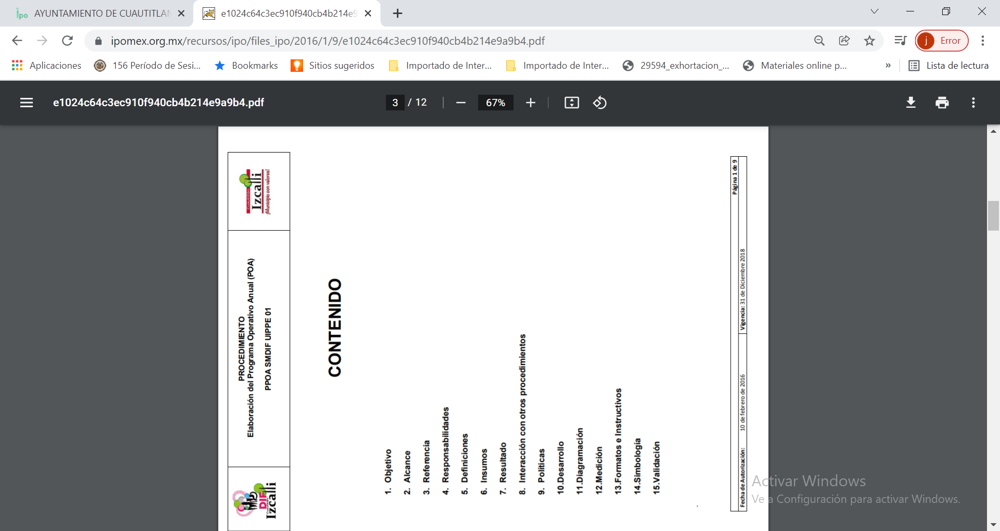 ipo AYUNTAMIENTO DE CUAUTITLAN
e1024c64c3ec910f940cb4b214e9
ipomex.org.mx/recursos/ipo/files_ipo/2016/1/9/e1024c64c3ec910f940cb4b214e9a9b4.pdf
j Error
Aplicaciones
156 Período de Sesi...
Bookmarks
Sitios sugeridos
Importado de Inter...
Importado de Inter...
29594_exhortacion_...
Materiales online p...
»
Lista de lectura
e1024c64c3ec910f940cb4b214e9a9b4.pdf
3 / 12
67%
DIF
Izcalli
PROCEDIMIENTO
Elaboración del Programa Operativo Anual (POA)
PPOA SMDIF UIPPE 01
Cuautitlán
Izcalli
¡Municipio con valores!
CONTENIDO
1. Objetivo
2. Alcance
3. Referencia
4. Responsabilidades
5. Definiciones
6. Insumos
7. Resultado
8. Interacción con otros procedimientos
9. Políticas
10.Desarrollo
11.Diagramación
12.Medición
13.Formatos e Instructivos
14.Simbología
15.Validación
Página 1 de 9
Fecha de Autorización: 10 de febrero de 2016 Vigencia: 31 de Diciembre 2018
Activar Windows
Ve a Configuración para activar Windows.